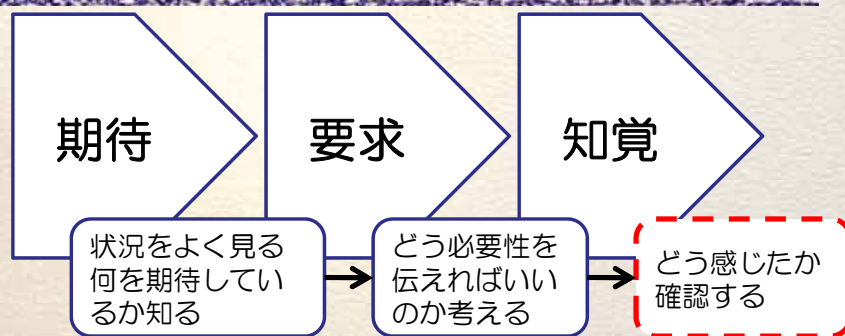 期待
要求
知覚
状況をよく見る
何を期待してい
るか知る
どう必要性を
伝えればいい
のか考える
どう感じたか
確認する